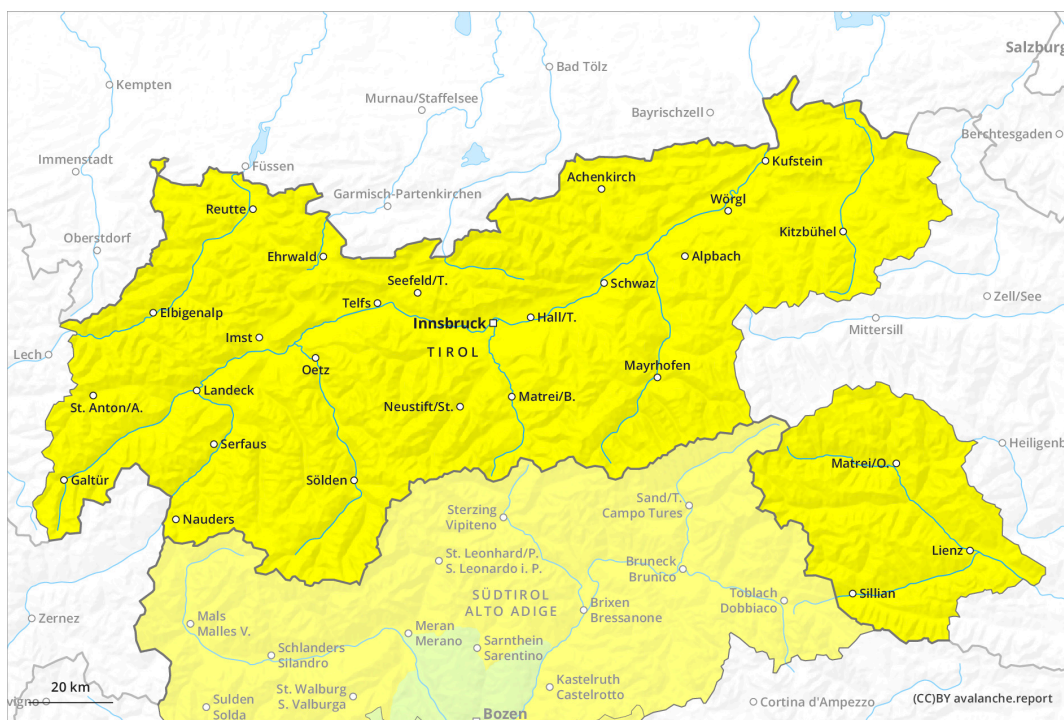 Salzburg
Bad Tölz
Kempten
Murnau/Staffelsee
Bayrischzell
Berchtesgaden
Immenstadt
Füssen
Kufstein
Achenkirch
Garmisch-Partenkirchen
Wörgl
Reutte
Oberstdorf
Kitzbühel
Ehrwald
Alpbach
Seefeld/T.
Schwaz
Zell/See
Telfs
Elbigenalp
Hall/T.
Innsbruck
Mittersill
Imst
Lech
TIROL
Oetz
Mayrhofen
Landeck
Matrei/B.
St. Anton/A.
Neustift/St.
Serfaus
Heiligenb
Matrei/O.
Galtür
Sölden
Sand/T.
Campo Tures
Sterzing
Vipiteno
Nauders
Lienz
St. Leonhard/P.
S. Leonardo i. P.
Bruneck
Brunico
SÜDTIROL
ALTO ADIGE
Sillian
Toblach
Dobbiaco
Brixen
Bressanone
Zernez
Mals
Malles V.
Meran
Merano
Sarnthein
Sarentino
Schlanders
Silandro
Kastelruth
Castelrotto
20 km
St. Walburg
S. Valburga
vigno
Sulden
Solda
Cortina d'Ampezzo
(CC)BY avalanche.report
Bozen